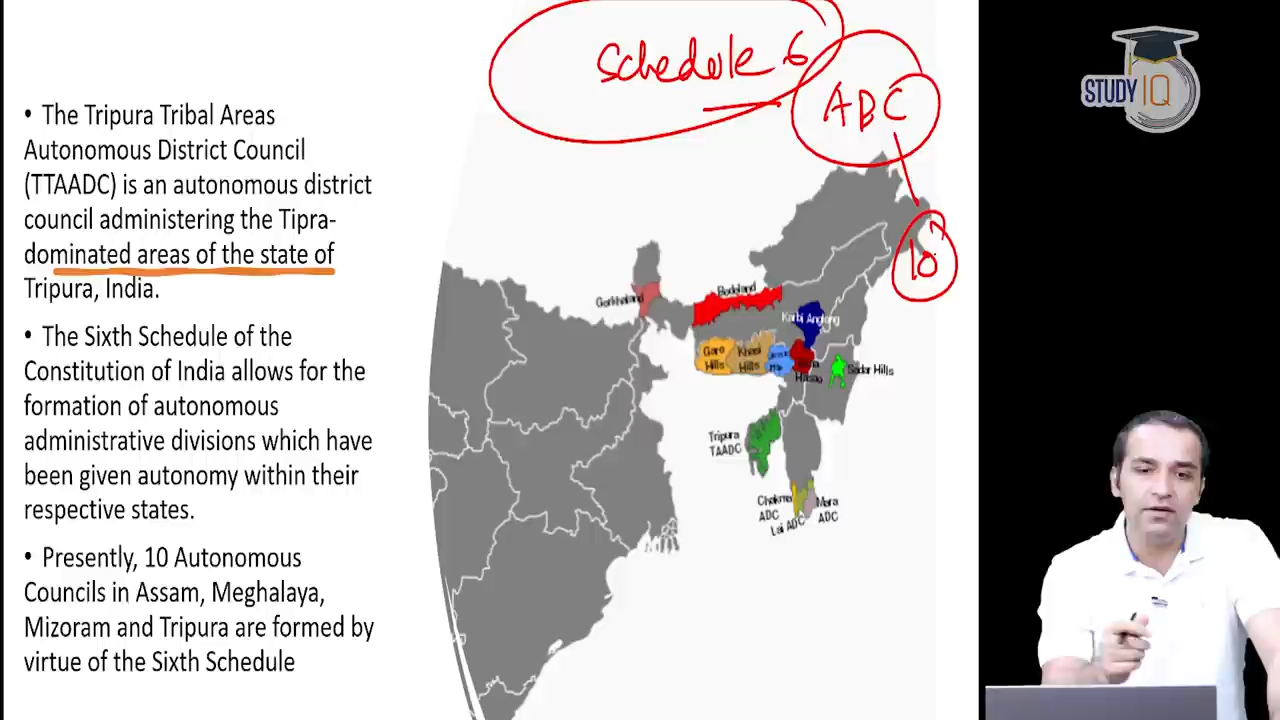 • The Tripura Tribal Areas
Autonomous District Council
(TTAADC) is an autonomous district
council administering the Tipra-
dominated areas of the state of
Tripura, India.
• The Sixth Schedule of the
Constitution of India allows for the
formation of autonomous
administrative divisions which have
been given autonomy within their
respective states.
• Presently, 10 Autonomous
Councils in Assam, Meghalaya,
Mizoram and Tripura are formed by
virtue of the Sixth Schedule
Schedule 6
ABC
10
Gorkhaland
Bodoland
Karbi Anglong
Garo
Hills
Khasi
Hills
Hasao
Sadar Hills
Tripura
TAADC
Chakma
ADC
Lai ADC
Mara
ADC
STUDY IQ